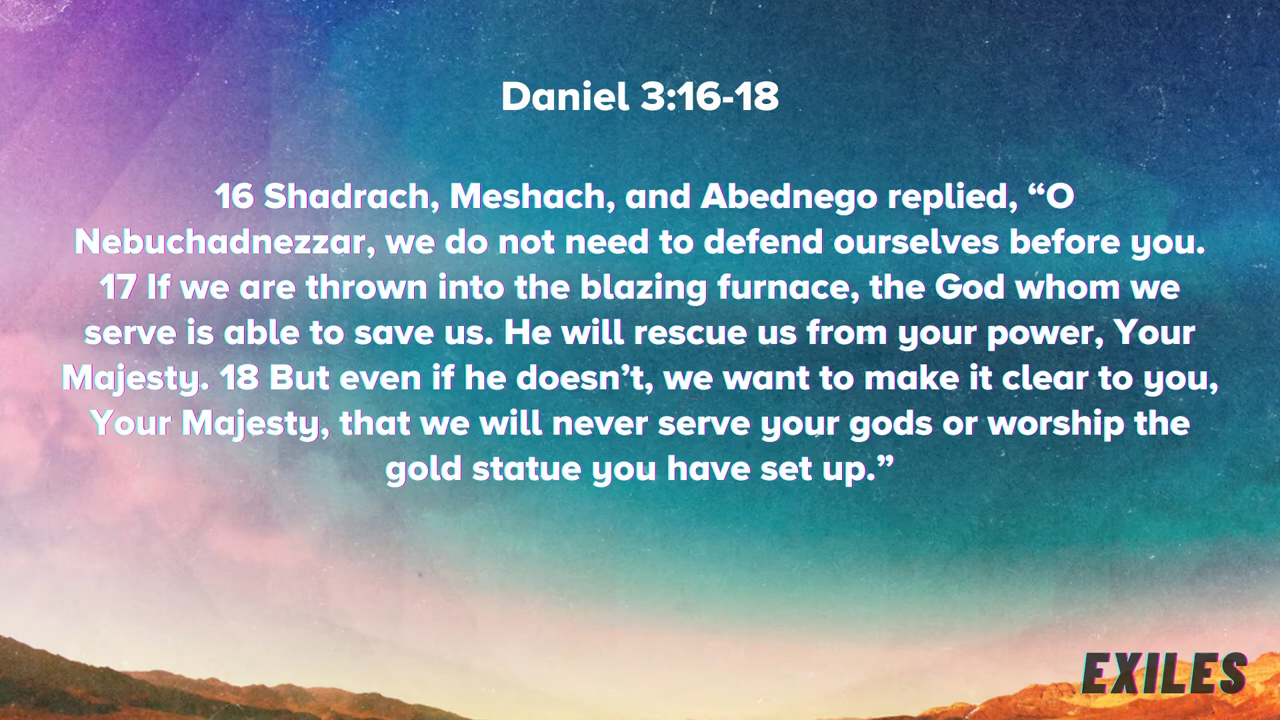 Daniel 3:16-18
16 Shadrach, Meshach, and Abednego replied, “O
Nebuchadnezzar, we do not need to defend ourselves before you.
17 If we are thrown into the blazing furnace, the God whom we
serve is able to save us. He will rescue us from your power, Your
Majesty. 18 But even if he doesn’t, we want to make it clear to you,
Your Majesty, that we will never serve your gods or worship the
gold statue you have set up.”
EXILES